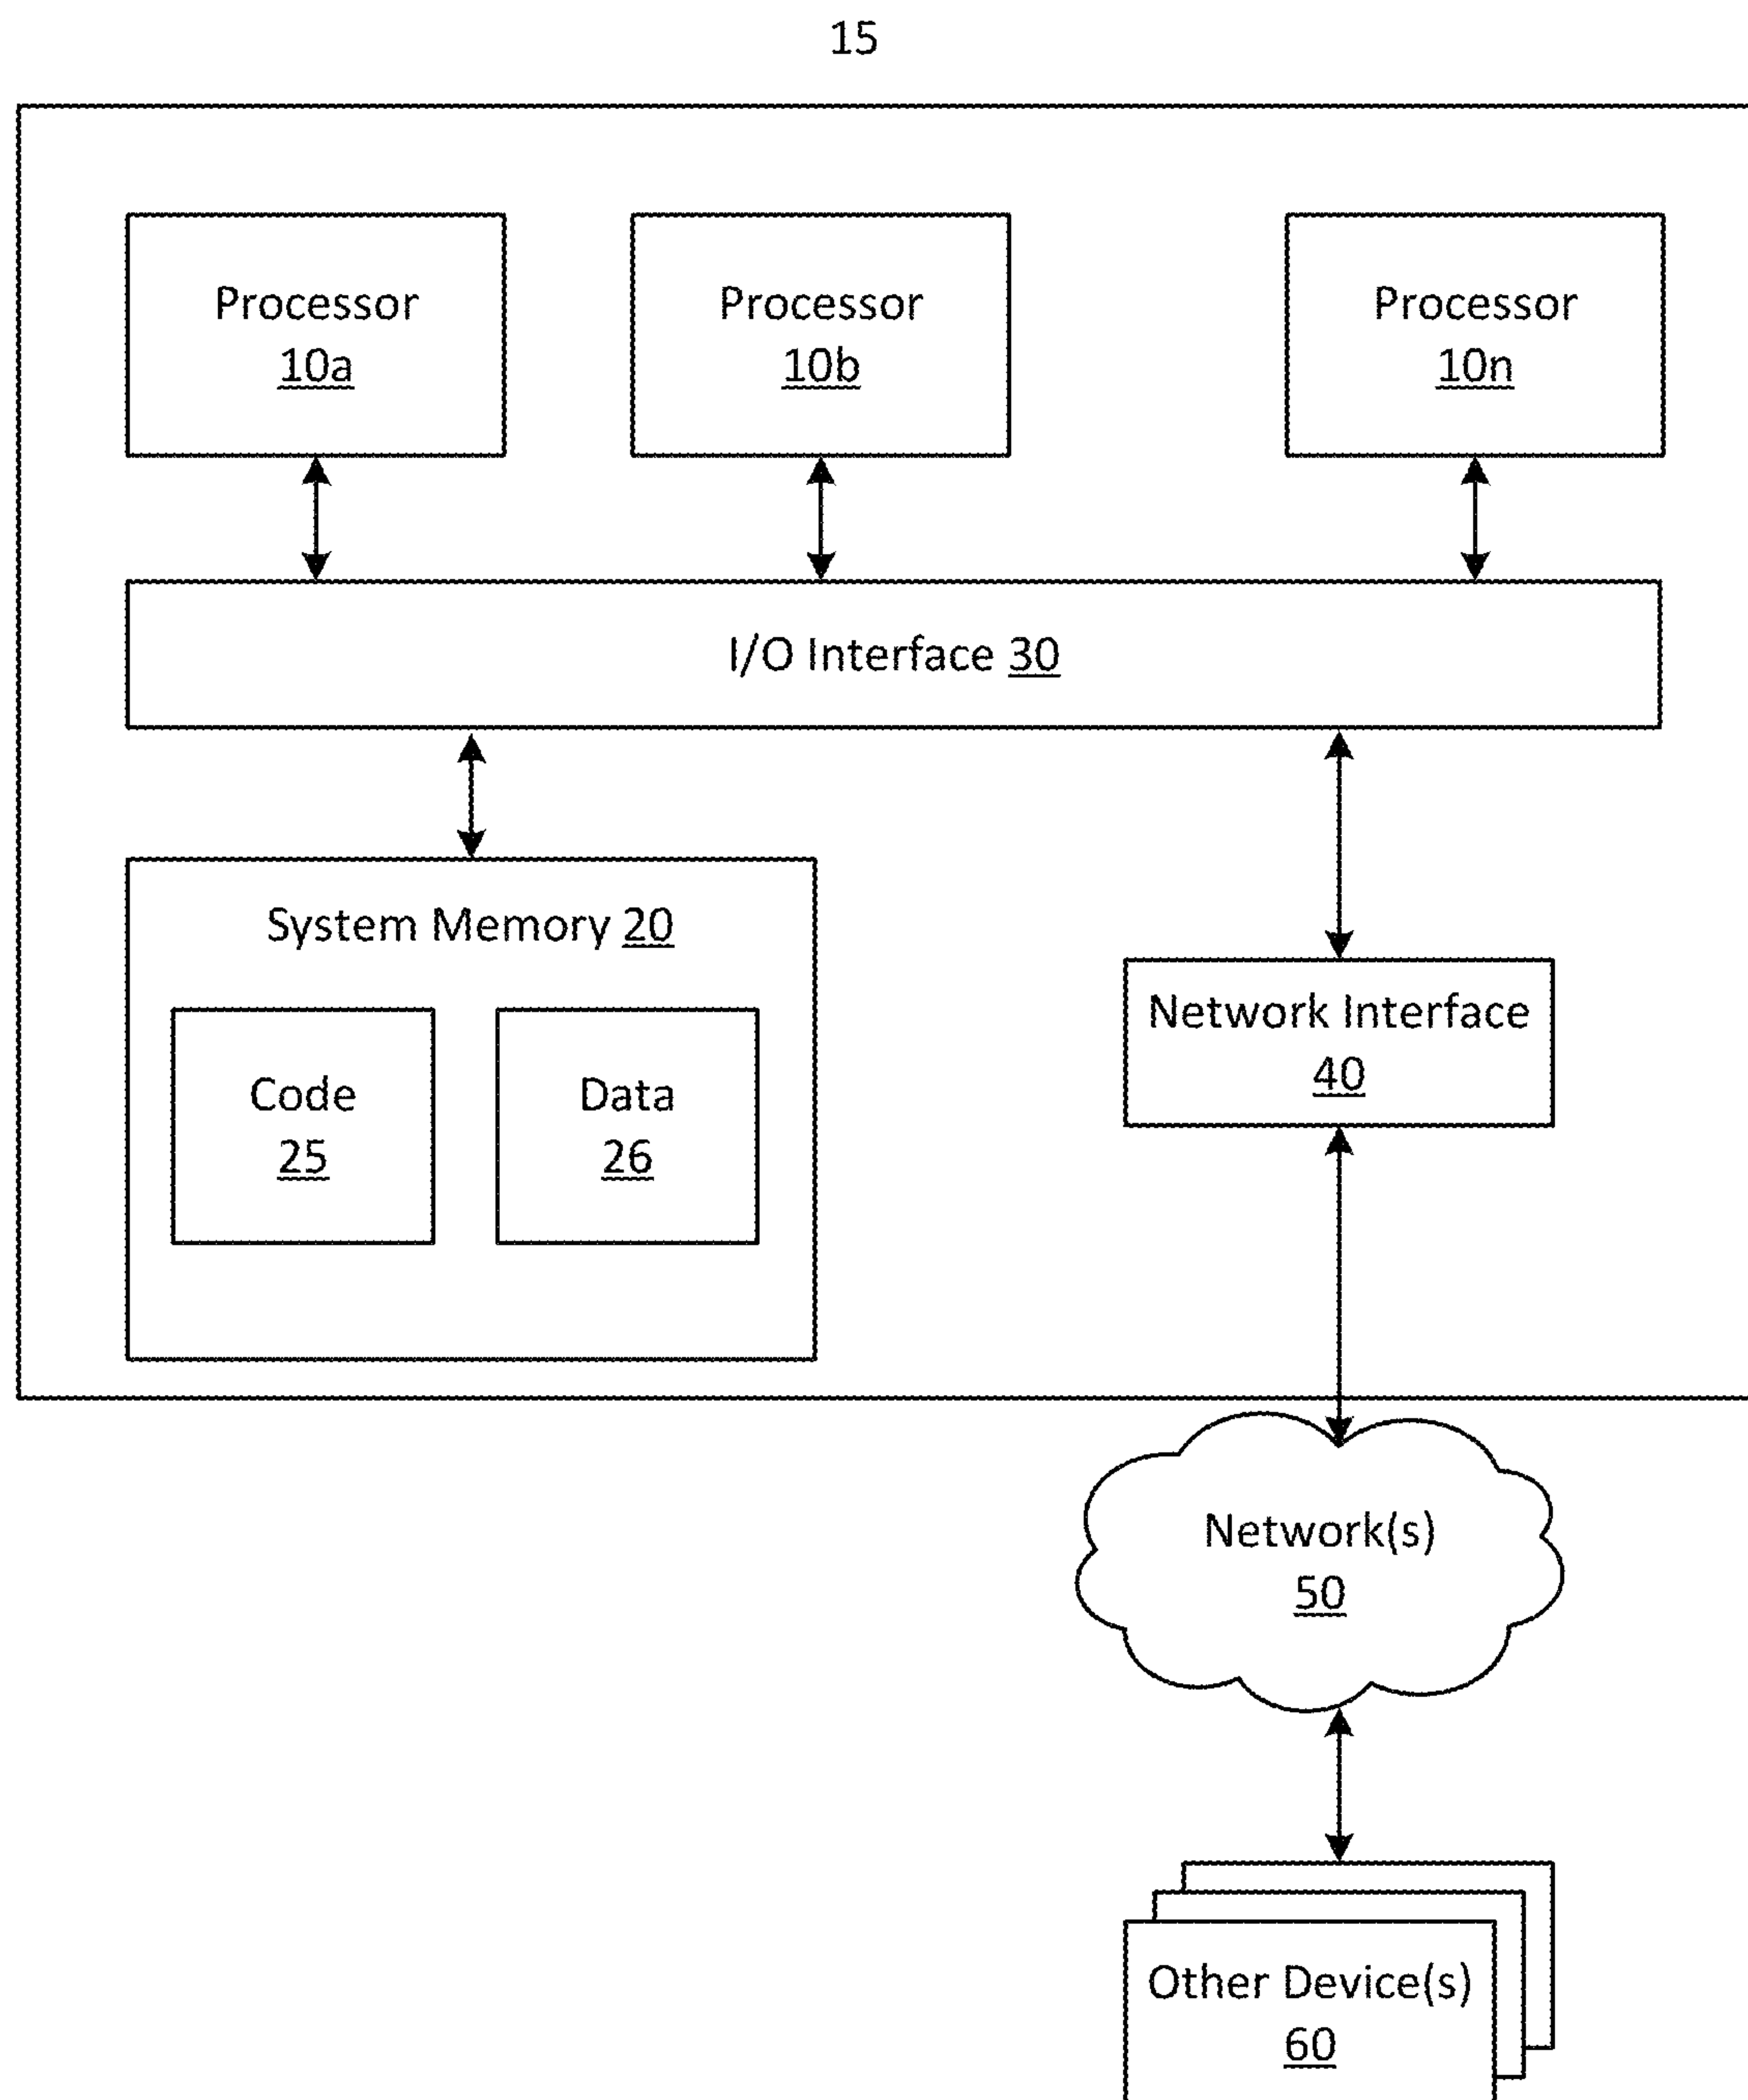 15
Processor
10a
Processor
10b
Processor
10n
I/O Interface 30
System Memory 20
Code
25
Data
26
Network Interface
40
Network(s)
50
Other Device(s)
60